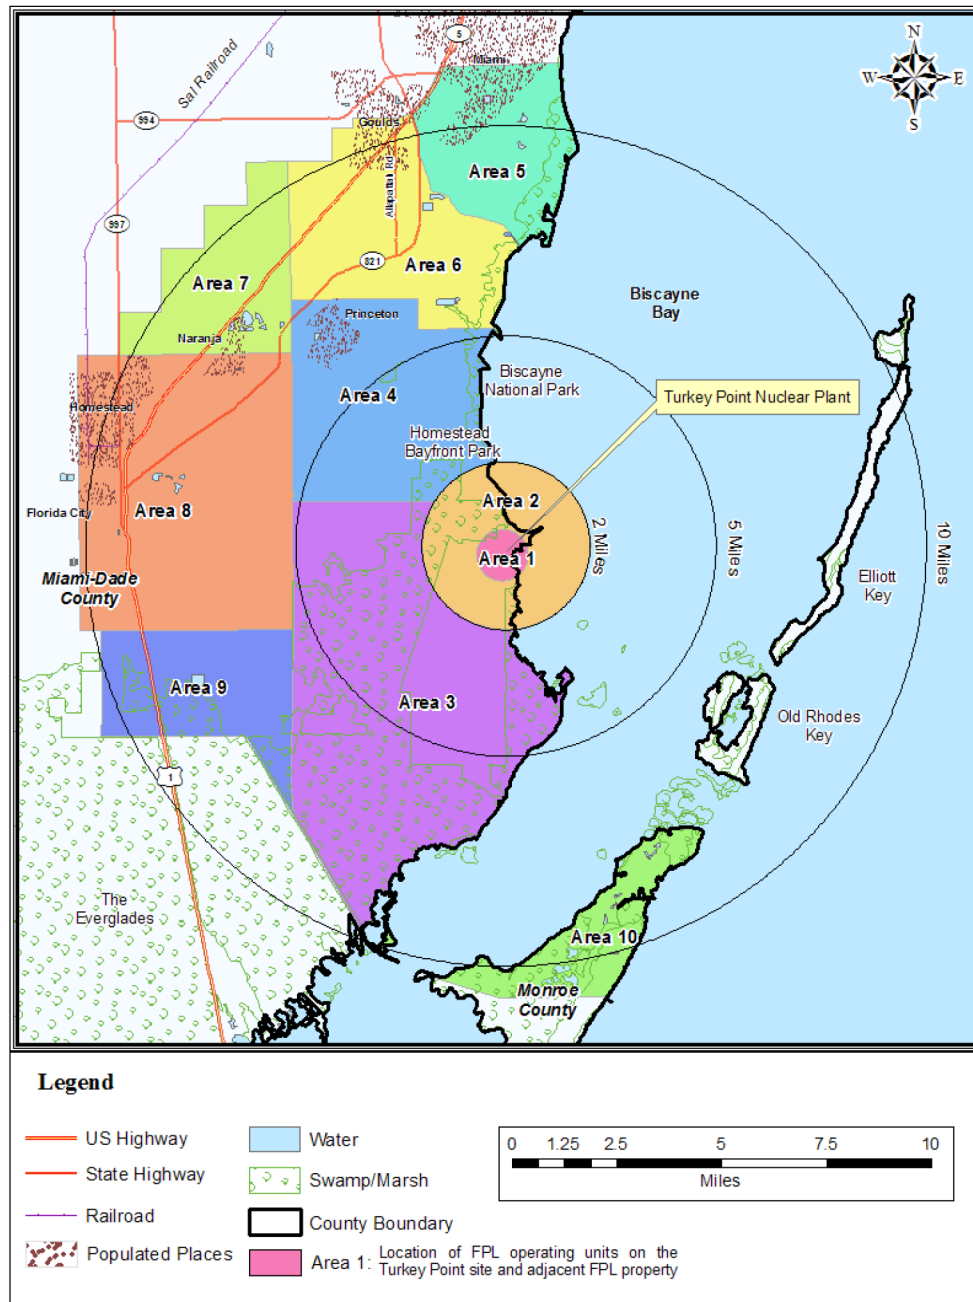 N
W
E
S
5
Miami
Sal Railroad
994
Goulds
Allapattah Rd
Area 5
997
821
Area 6
Area 7
Biscayne
Bay
Princeton
Naranja
Biscayne
National Park
Turkey Point Nuclear Plant
Area 4
Homestead
Homestead
Bayfront Park
Area 2
Area 8
Florida City
2 Miles
5 Miles
10 Miles
Area 1
Miami-Dade
County
Elliott
Key
Area 9
Area 3
Old Rhodes
Key
1
The
Everglades
Area 10
Monroe
County
Legend
US Highway
State Highway
Railroad
Populated Places
Water
Swamp/Marsh
County Boundary
Area 1: Location of FPL operating units on the
Turkey Point site and adjacent FPL property
0 1.25 2.5 5 7.5 10
Miles